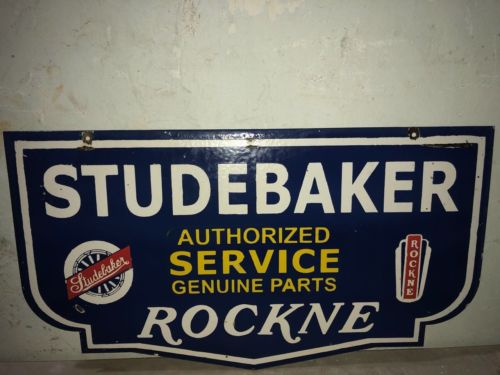 STUDEBAKER
AUTHORIZED
SERVICE
GENUINE PARTS
Studebaker
ROCKNE
ROCKNE